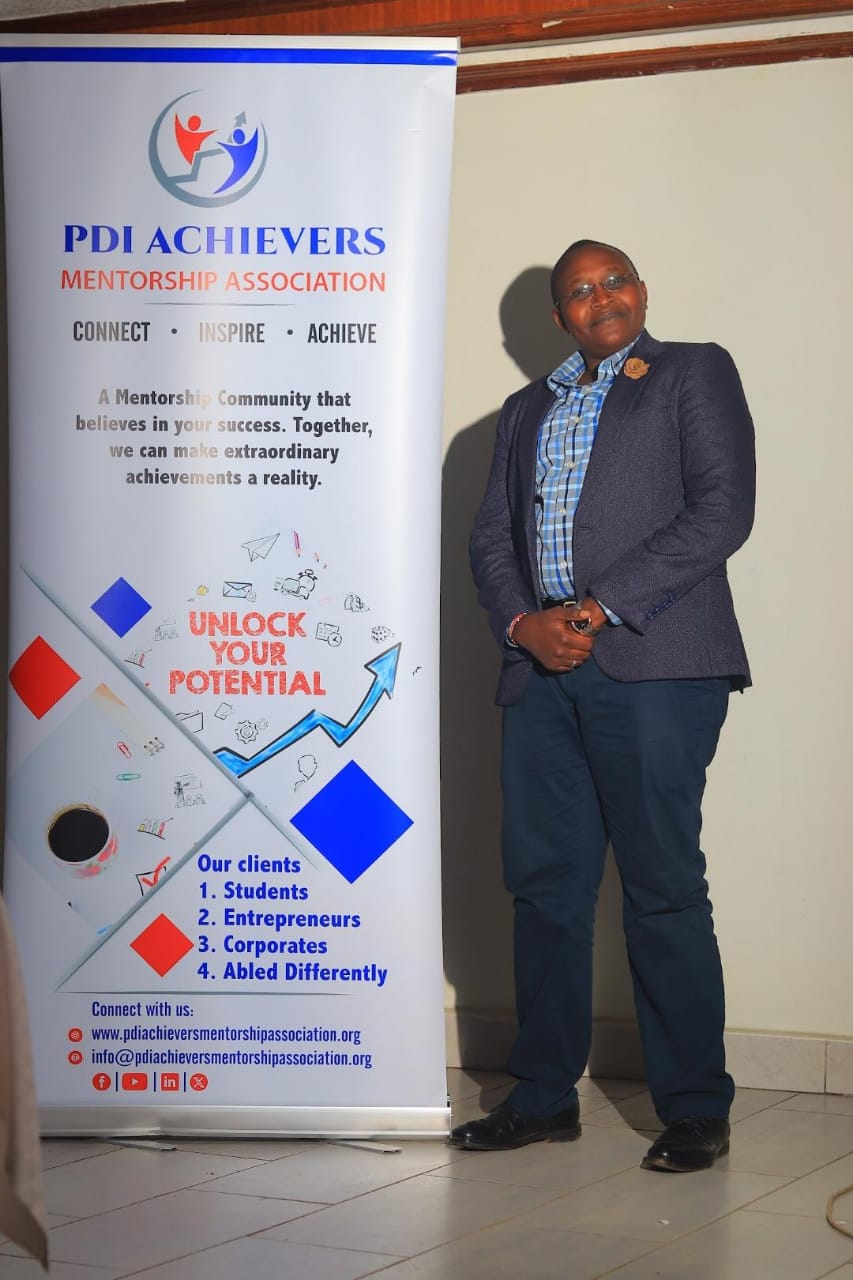 PDI ACHIEVERS
MENTORSHIP ASSOCIATION
CONNECT • INSPIRE • ACHIEVE
A Mentorship Community that
believes in your success. Together,
we can make extraordinary
achievements a reality.
UNLOCK
YOUR
POTENTIAL
Our clients
1. Students
2. Entrepreneurs
3. Corporates
4. Abled Differently
Connect with us:
www.pdiachieversmentorshipassociation.org
info@pdiachieversmentorshipassociation.org